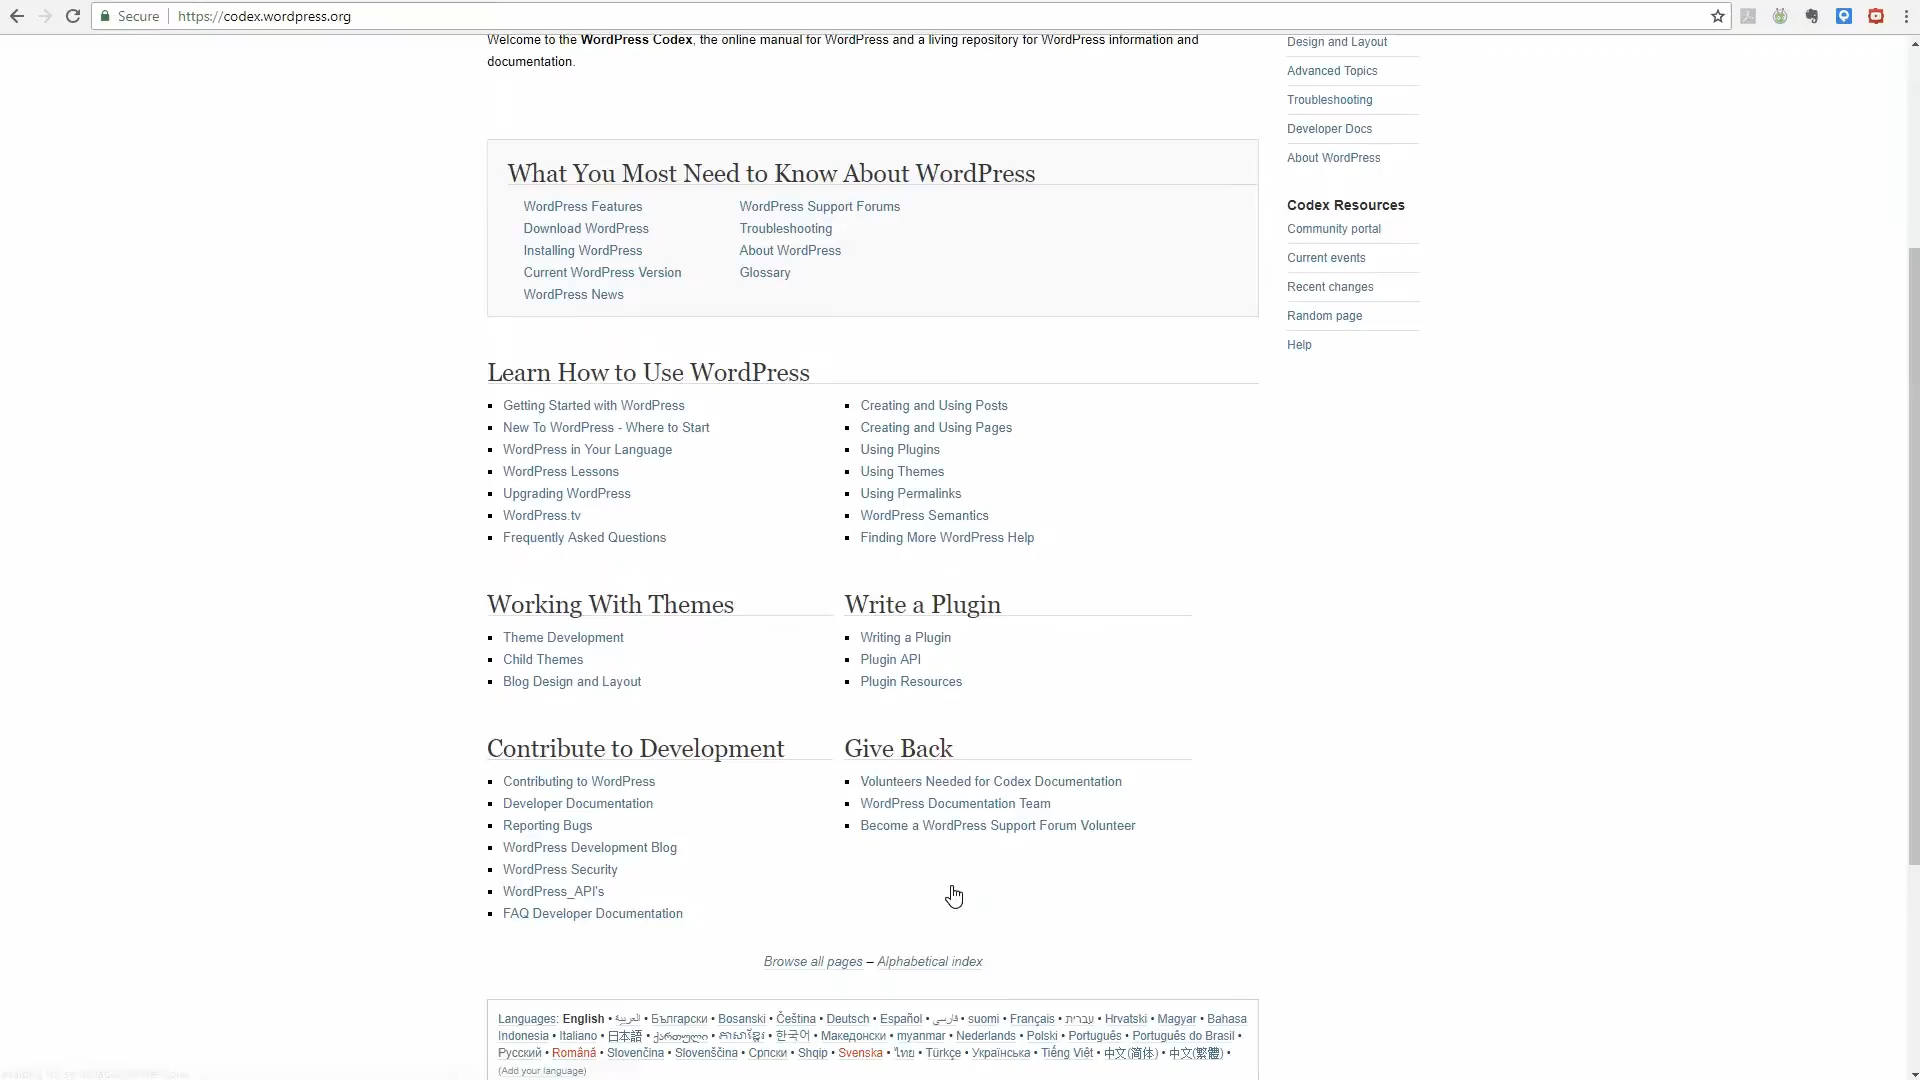 Secure
https://codex.wordpress.org
Welcome to the WordPress Codex, the online manual for WordPress and a living repository for WordPress information and
documentation.
Design and Layout
Advanced Topics
Troubleshooting
Developer Docs
About WordPress
Codex Resources
Community portal
Current events
Recent changes
Random page
Help
What You Most Need to Know About WordPress
WordPress Features
Download WordPress
Installing WordPress
Current WordPress Version
WordPress News
WordPress Support Forums
Troubleshooting
About WordPress
Glossary
Learn How to Use WordPress
Getting Started with WordPress
New To WordPress - Where to Start
WordPress in Your Language
WordPress Lessons
Upgrading WordPress
WordPress.tv
Frequently Asked Questions
Creating and Using Posts
Creating and Using Pages
Using Plugins
Using Themes
Using Permalinks
WordPress Semantics
Finding More WordPress Help
Working With Themes
Theme Development
Child Themes
Blog Design and Layout
Write a Plugin
Writing a Plugin
Plugin API
Plugin Resources
Contribute to Development
Contributing to WordPress
Developer Documentation
Reporting Bugs
WordPress Development Blog
WordPress Security
WordPress_API's
FAQ Developer Documentation
Give Back
Volunteers Needed for Codex Documentation
WordPress Documentation Team
Become a WordPress Support Forum Volunteer
Browse all pages – Alphabetical index
Languages: English • العربية • Български • Bosanski • Čeština • Deutsch • Español • فارسی • suomi • Français • עברית • Hrvatski • Magyar • Bahasa
Indonesia • Italiano • 日本語 • ქართული • ភាសាខ្មែរ • 한국어 • Македонски • myanmar • Nederlands • Polski • Português • Português do Brasil •
Русский • Română • Slovenčina • Slovenščina • Српски • Shqip • Svenska • ไทย • Türkçe • Українська • Tiếng Việt • 中文(简体) • 中文(繁體) •
(Add your language)